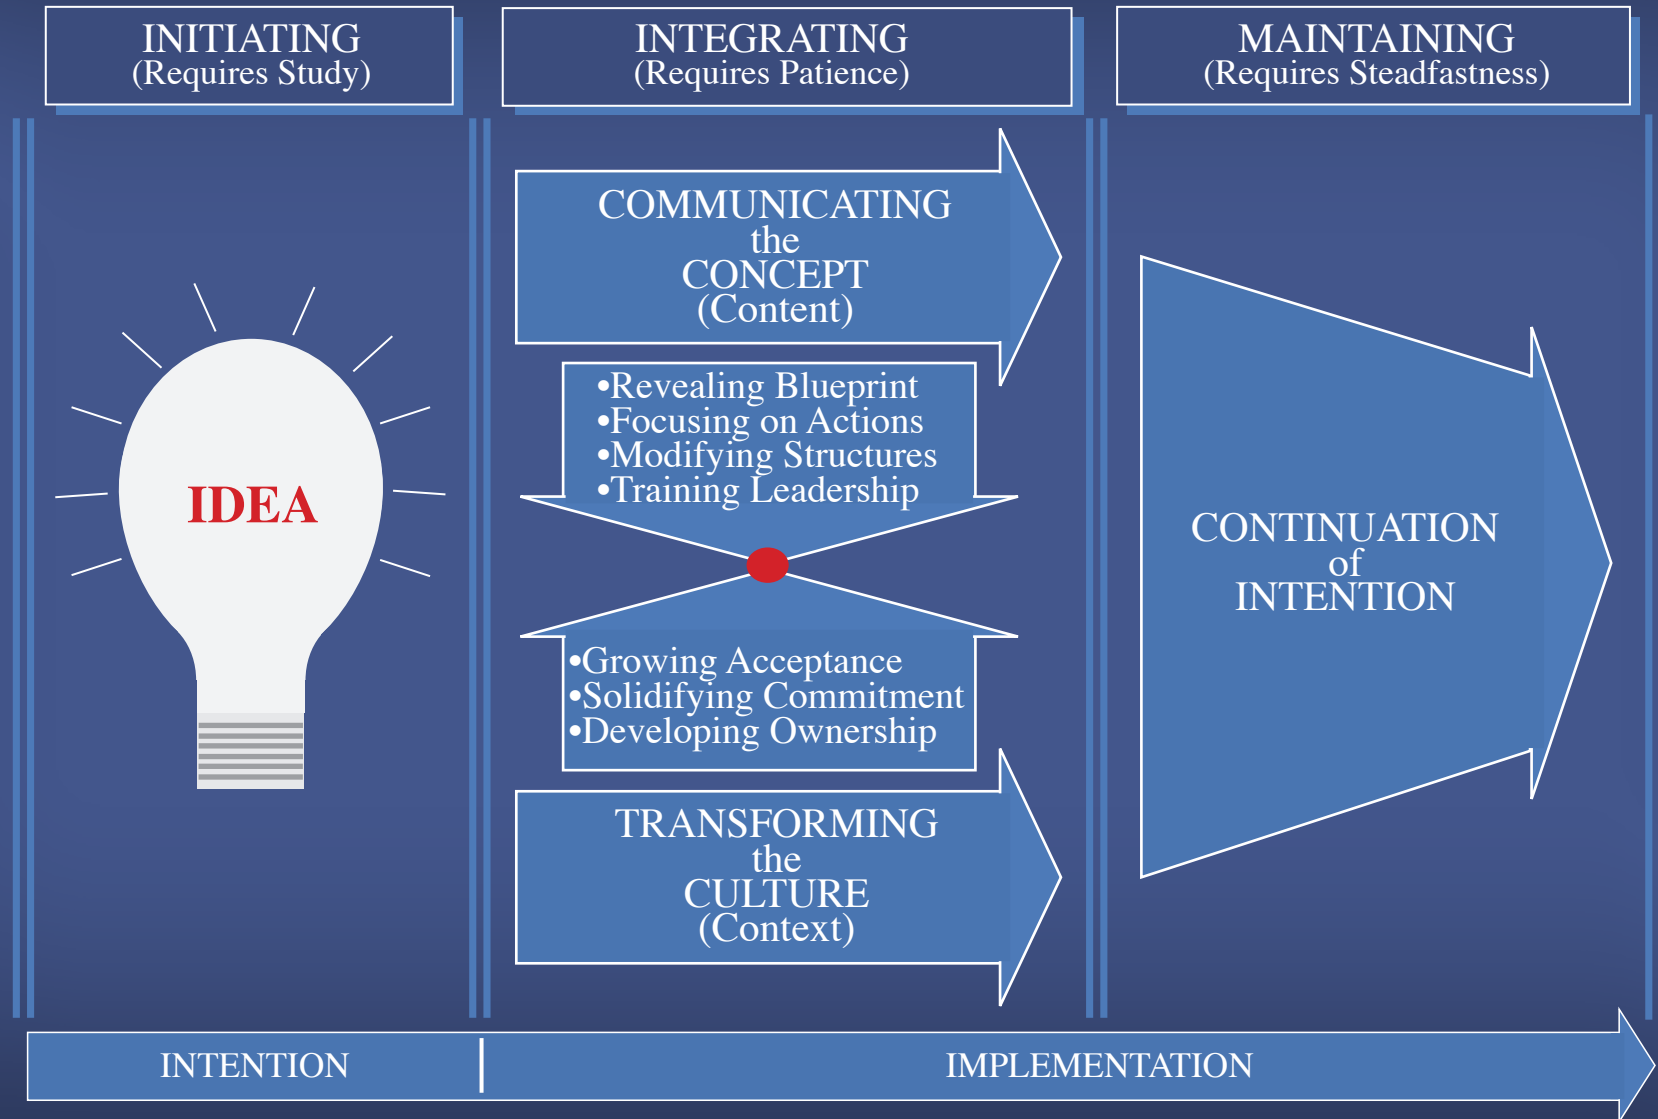 INITIATING
(Requires Study)
INTEGRATING
(Requires Patience)
MAINTAINING
(Requires Steadfastness)
IDEA
COMMUNICATING
the
CONCEPT
(Content)
•Revealing Blueprint
•Focusing on Actions
•Modifying Structures
•Training Leadership
•Growing Acceptance
•Solidifying Commitment
•Developing Ownership
TRANSFORMING
the
CULTURE
(Context)
CONTINUATION
of
INTENTION
INTENTION
IMPLEMENTATION